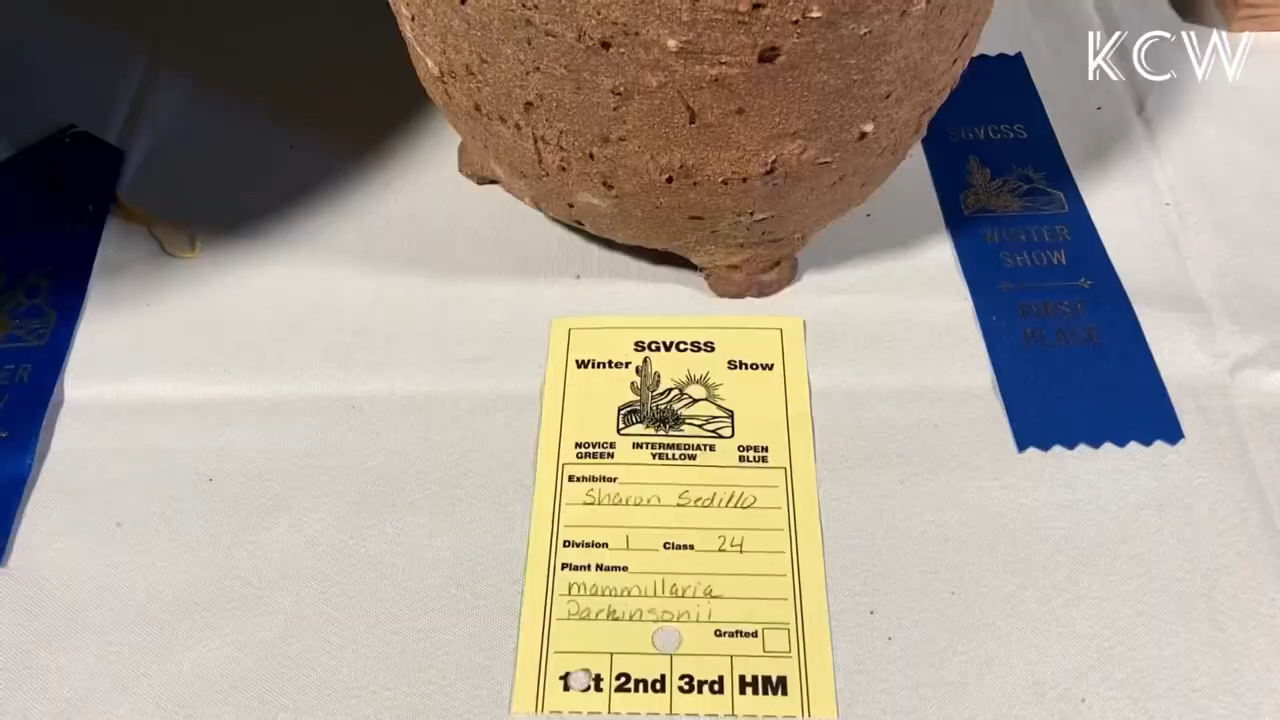 KCW
SGVCSS
WINTER
SHOW
FIRST
PLACE
SGVCSS
Winter Show
NOVICE INTERMEDIATE OPEN
GREEN YELLOW BLUE
Exhibitor
Sharon Sedillo
Division 1 Class 24
Plant Name
mammillaria
Parkinsonii
Grafted
1st 2nd 3rd HM